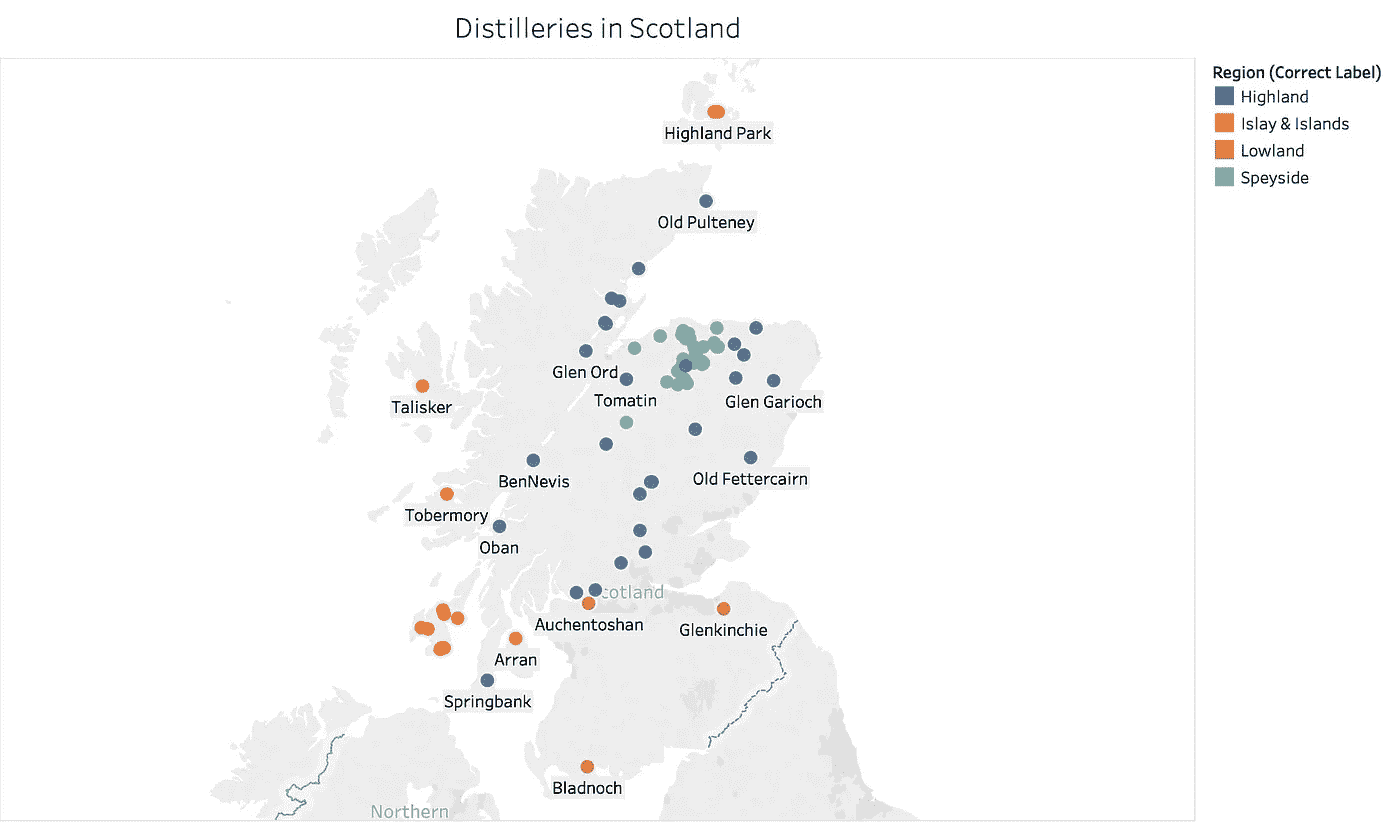 Distilleries in Scotland
Region (Correct Label)
Highland
Islay & Islands
Lowland
Speyside
Highland Park
Old Pulteney
Glen Ord
Talisker
Tomatin
Glen Garioch
BenNevis
Old Fettercairn
Tobermory
Oban
cotland
Auchentoshan
Glenkinchie
Arran
Springbank
Bladnoch
Northern